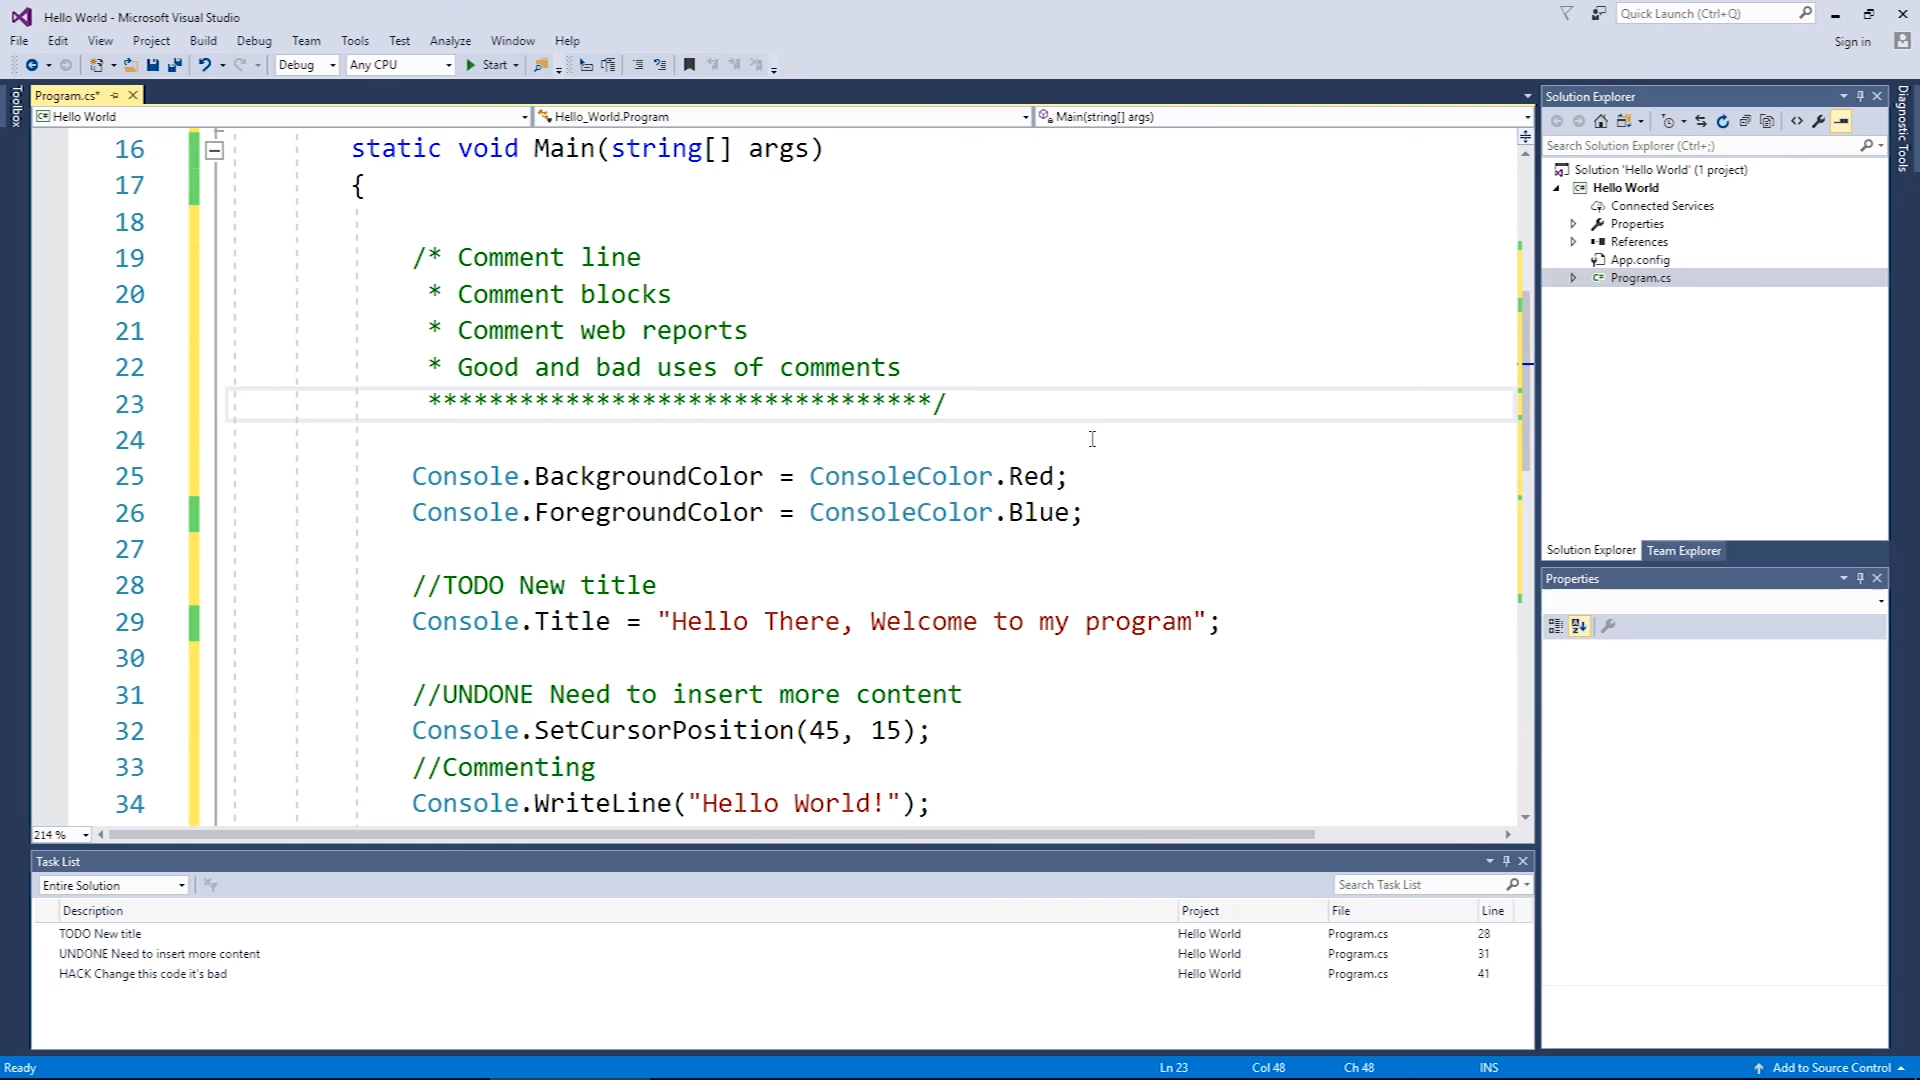 Hello World - Microsoft Visual Studio
Quick Launch (Ctrl+Q)
File Edit View Project Build Debug Team Tools Test Analyze Window Help
Sign in
Debug Any CPU Start
Toolbox
Program.cs*
Hello World Hello_World.Program Main(string[] args)
16 static void Main(string[] args)
17 {
18
19 /* Comment line
20 * Comment blocks
21 * Comment web reports
22 * Good and bad uses of comments
23 *********************************/
24
25 Console.BackgroundColor = ConsoleColor.Red;
26 Console.ForegroundColor = ConsoleColor.Blue;
27
28 //TODO New title
29 Console.Title = "Hello There, Welcome to my program";
30
31 //UNDONE Need to insert more content
32 Console.SetCursorPosition(45, 15);
33 //Commenting
34 Console.WriteLine("Hello World!");
214 %
Solution Explorer
Search Solution Explorer (Ctrl+;)
Solution 'Hello World' (1 project)
C# Hello World
Connected Services
Properties
References
App.config
C# Program.cs
Solution Explorer Team Explorer
Properties
Diagnostic Tools
Task List
Entire Solution
Search Task List
Description Project File Line
TODO New title Hello World Program.cs 28
UNDONE Need to insert more content Hello World Program.cs 31
HACK Change this code it's bad Hello World Program.cs 41
Ready Ln 23 Col 48 Ch 48 INS Add to Source Control